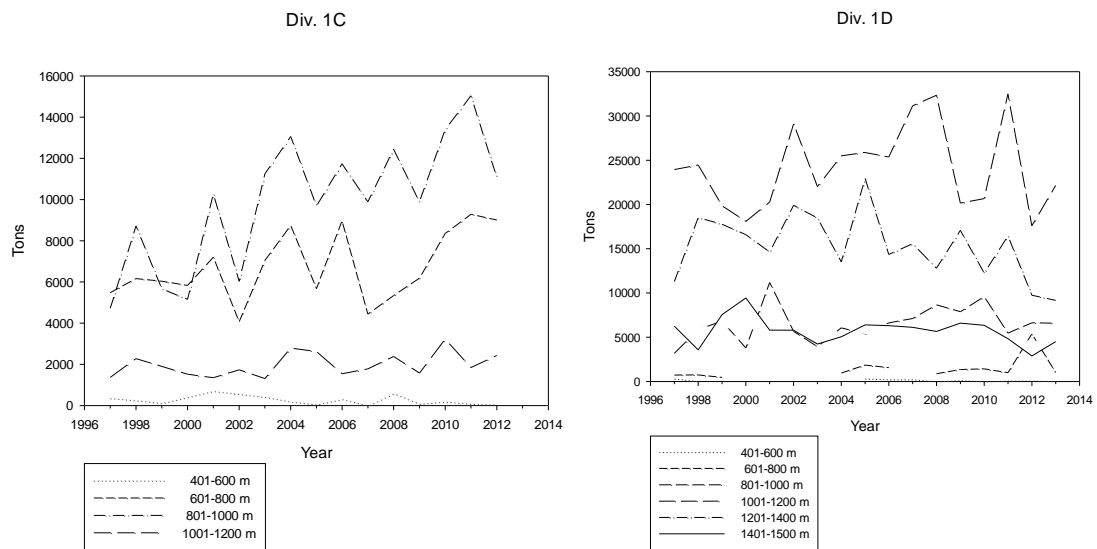 Div. 1C
16000
14000
12000
10000
8000
6000
4000
2000
0
Tons
1996 1998 2000 2002 2004 2006 2008 2010 2012 2014
Year
401-600 m
601-800 m
801-1000 m
1001-1200 m
Div. 1D
35000
30000
25000
20000
15000
10000
5000
0
Tons
1996 1998 2000 2002 2004 2006 2008 2010 2012 2014
Year
401-600 m
601-800 m
801-1000 m
1001-1200 m
1201-1400 m
1401-1500 m